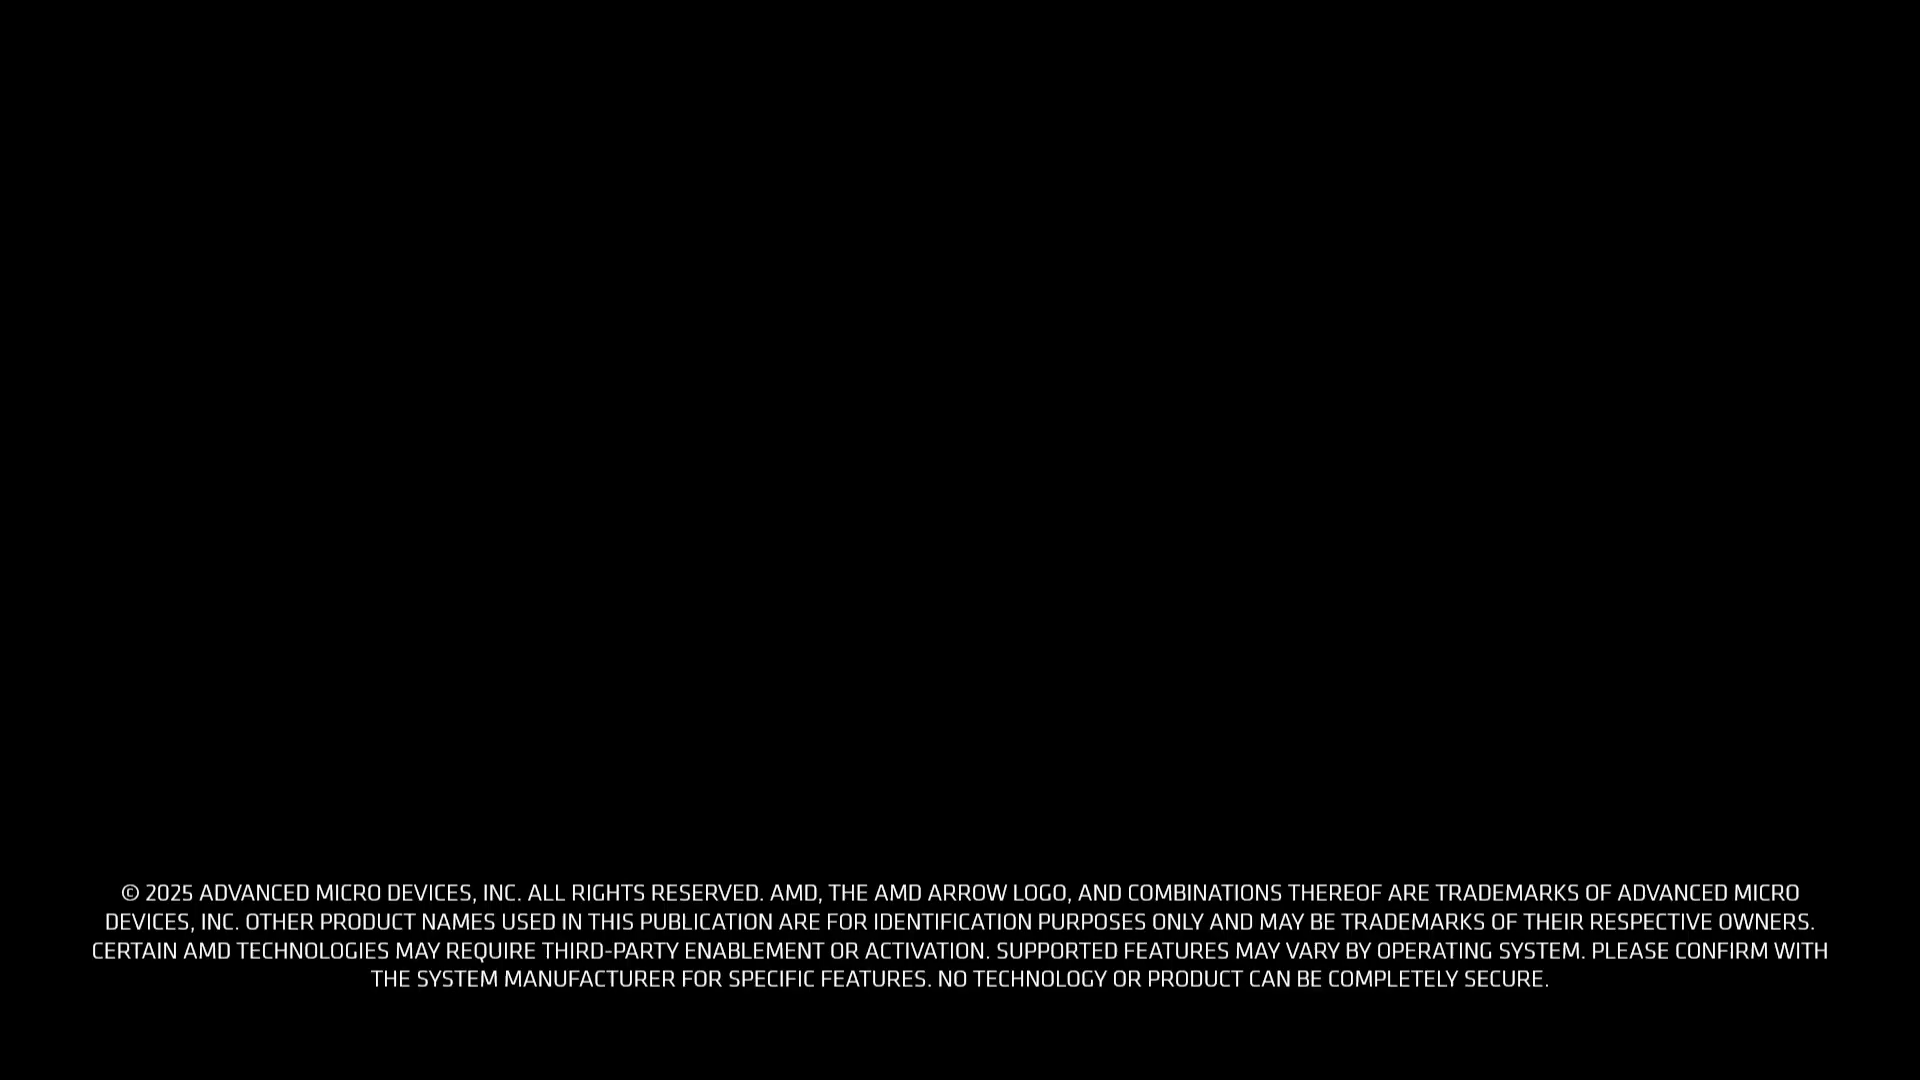 © 2025 ADVANCED MICRO DEVICES, INC. ALL RIGHTS RESERVED. AMD, THE AMD ARROW LOGO, AND COMBINATIONS THEREOF ARE TRADEMARKS OF ADVANCED MICRO
DEVICES, INC. OTHER PRODUCT NAMES USED IN THIS PUBLICATION ARE FOR IDENTIFICATION PURPOSES ONLY AND MAY BE TRADEMARKS OF THEIR RESPECTIVE OWNERS.
CERTAIN AMD TECHNOLOGIES MAY REQUIRE THIRD-PARTY ENABLEMENT OR ACTIVATION. SUPPORTED FEATURES MAY VARY BY OPERATING SYSTEM. PLEASE CONFIRM WITH
THE SYSTEM MANUFACTURER FOR SPECIFIC FEATURES. NO TECHNOLOGY OR PRODUCT CAN BE COMPLETELY SECURE.